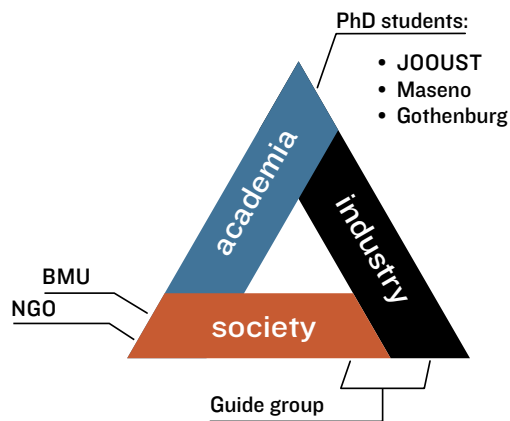 PhD students:
• JOOUST
• Maseno
• Gothenburg
academia
industry
BMU
NGO
society
Guide group